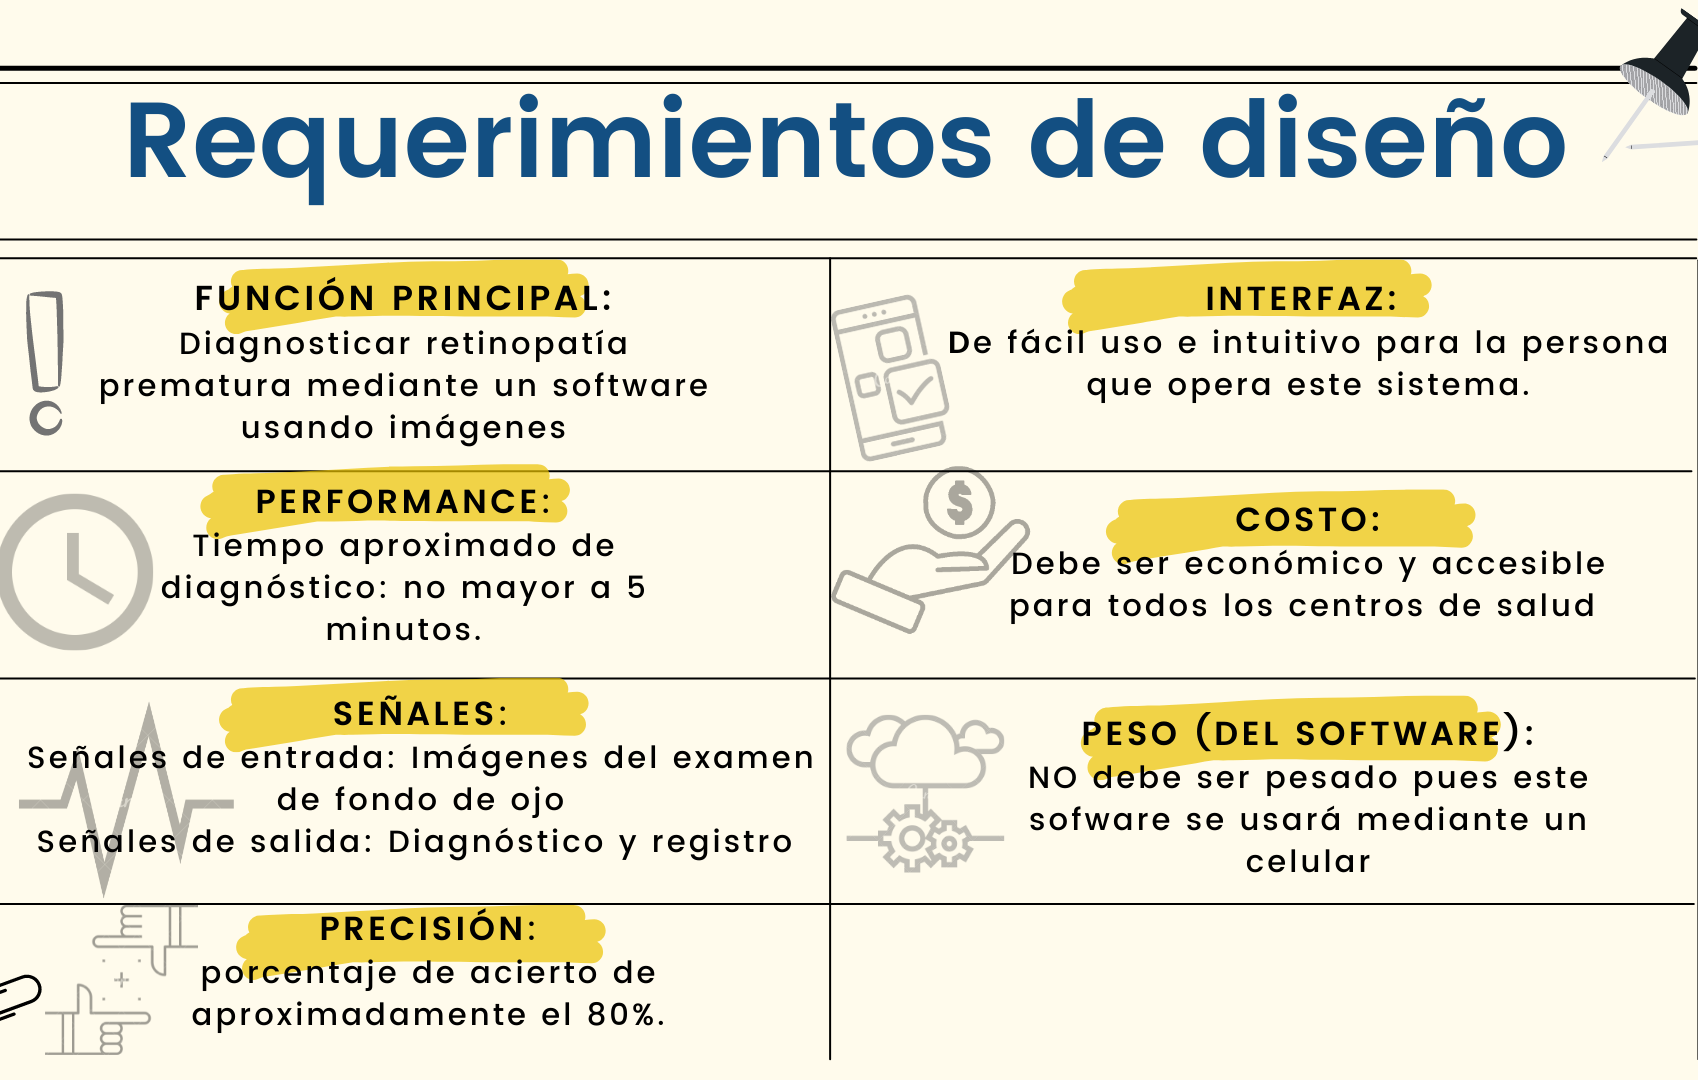 Requerimientos de diseño
FUNCIÓN PRINCIPAL:
Diagnosticar retinopatía
prematura mediante un software
usando imágenes
INTERFAZ:
De fácil uso e intuitivo para la persona
que opera este sistema.
PERFORMANCE:
Tiempo aproximado de
diagnóstico: no mayor a 5
minutos.
$
COSTO:
Debe ser económico y accesible
para todos los centros de salud
SEÑALES:
Señales de entrada: Imágenes del examen
de fondo de ojo
Señales de salida: Diagnóstico y registro
PESO (DEL SOFTWARE):
NO debe ser pesado pues este
sofware se usará mediante un
celular
PRECISIÓN:
porcentaje de acierto de
aproximadamente el 80%.